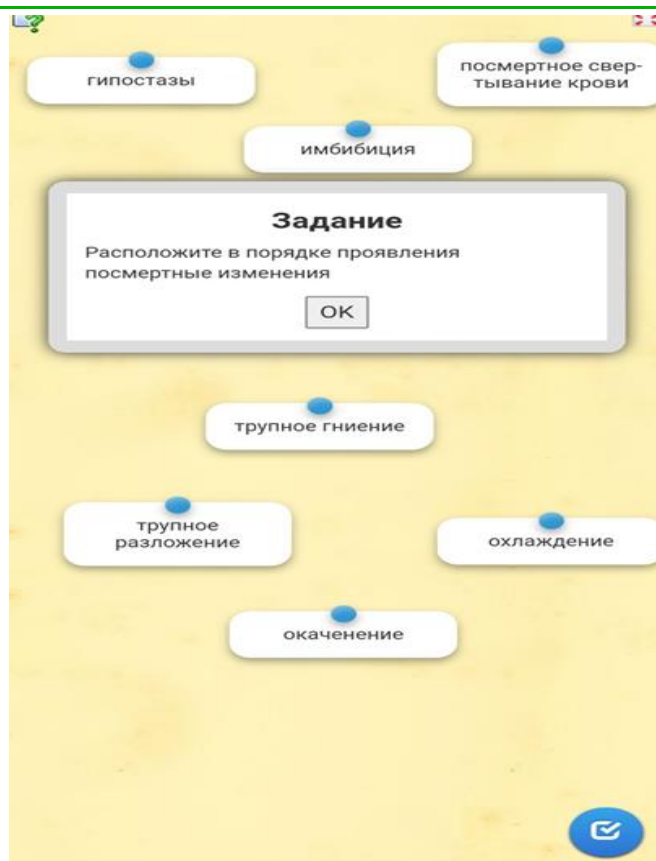 гипостазы
посмертное свер-
тывание крови
имбибиция
Задание
Расположите в порядке проявления
посмертные изменения
OK
трупное гниение
трупное
разложение
охлаждение
окаченение